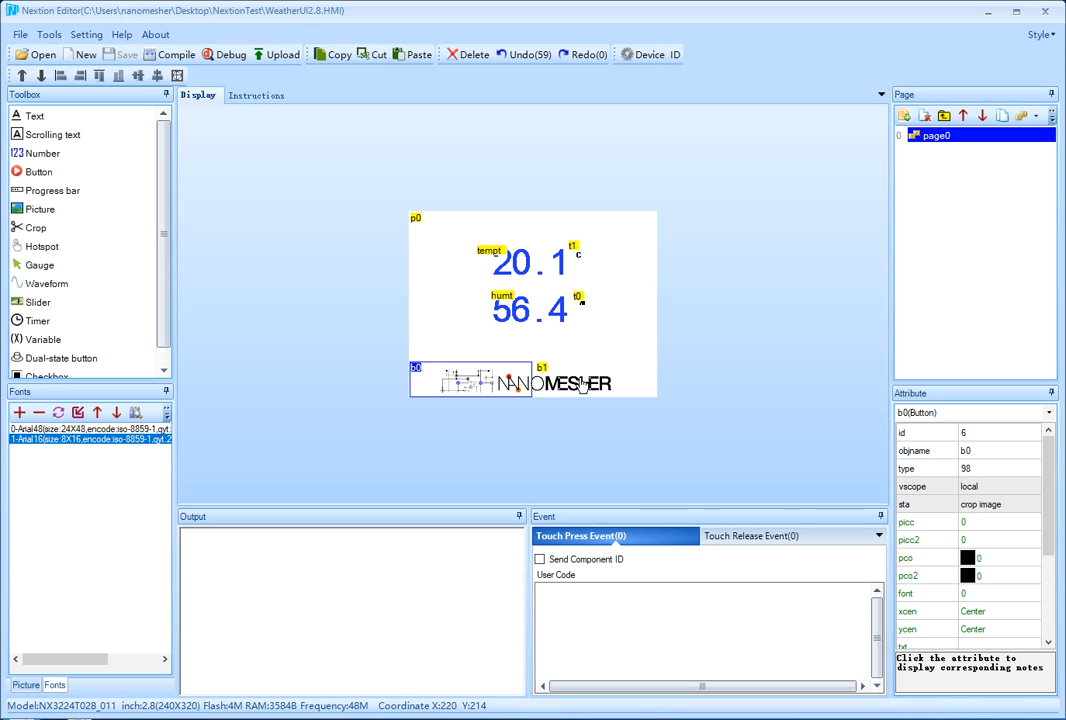 Nextion Editor(C:\Users\nanomesher\Desktop\NextionTest\WeatherUI2.8.HMI)
File Tools Setting Help About Style
Open New Save Compile Debug Upload Copy Cut Paste Delete Undo(59) Redo(0) Device ID
Toolbox
Text
Scrolling text
Number
Button
Progress bar
Picture
Crop
Hotspot
Gauge
Waveform
Slider
Timer
Variable
Dual-state button
Checkbox
Fonts
0-Arial48(size:24X48,encode:iso-8859-1,qyt:
1-Arial16(size:8X16,encode:iso-8859-1,qyt:2
Picture Fonts
Display Instructions
p0
tempt 20.1 t1 C
humt 56.4 t0
b0 b1
NANOMESHER
Output
Event
Touch Press Event(0) Touch Release Event(0)
Send Component ID
User Code
Page
0 page0
Attribute
b0(Button)
id 6
objname b0
type 98
vscope local
sta crop image
picc 0
picc2 0
pco 0
pco2 0
font 0
xcen Center
ycen Center
txt
Click the attribute to
display corresponding notes
Model:NX3224T028_011 inch:2.8(240X320) Flash:4M RAM:3584B Frequency:48M Coordinate X:220 Y:214